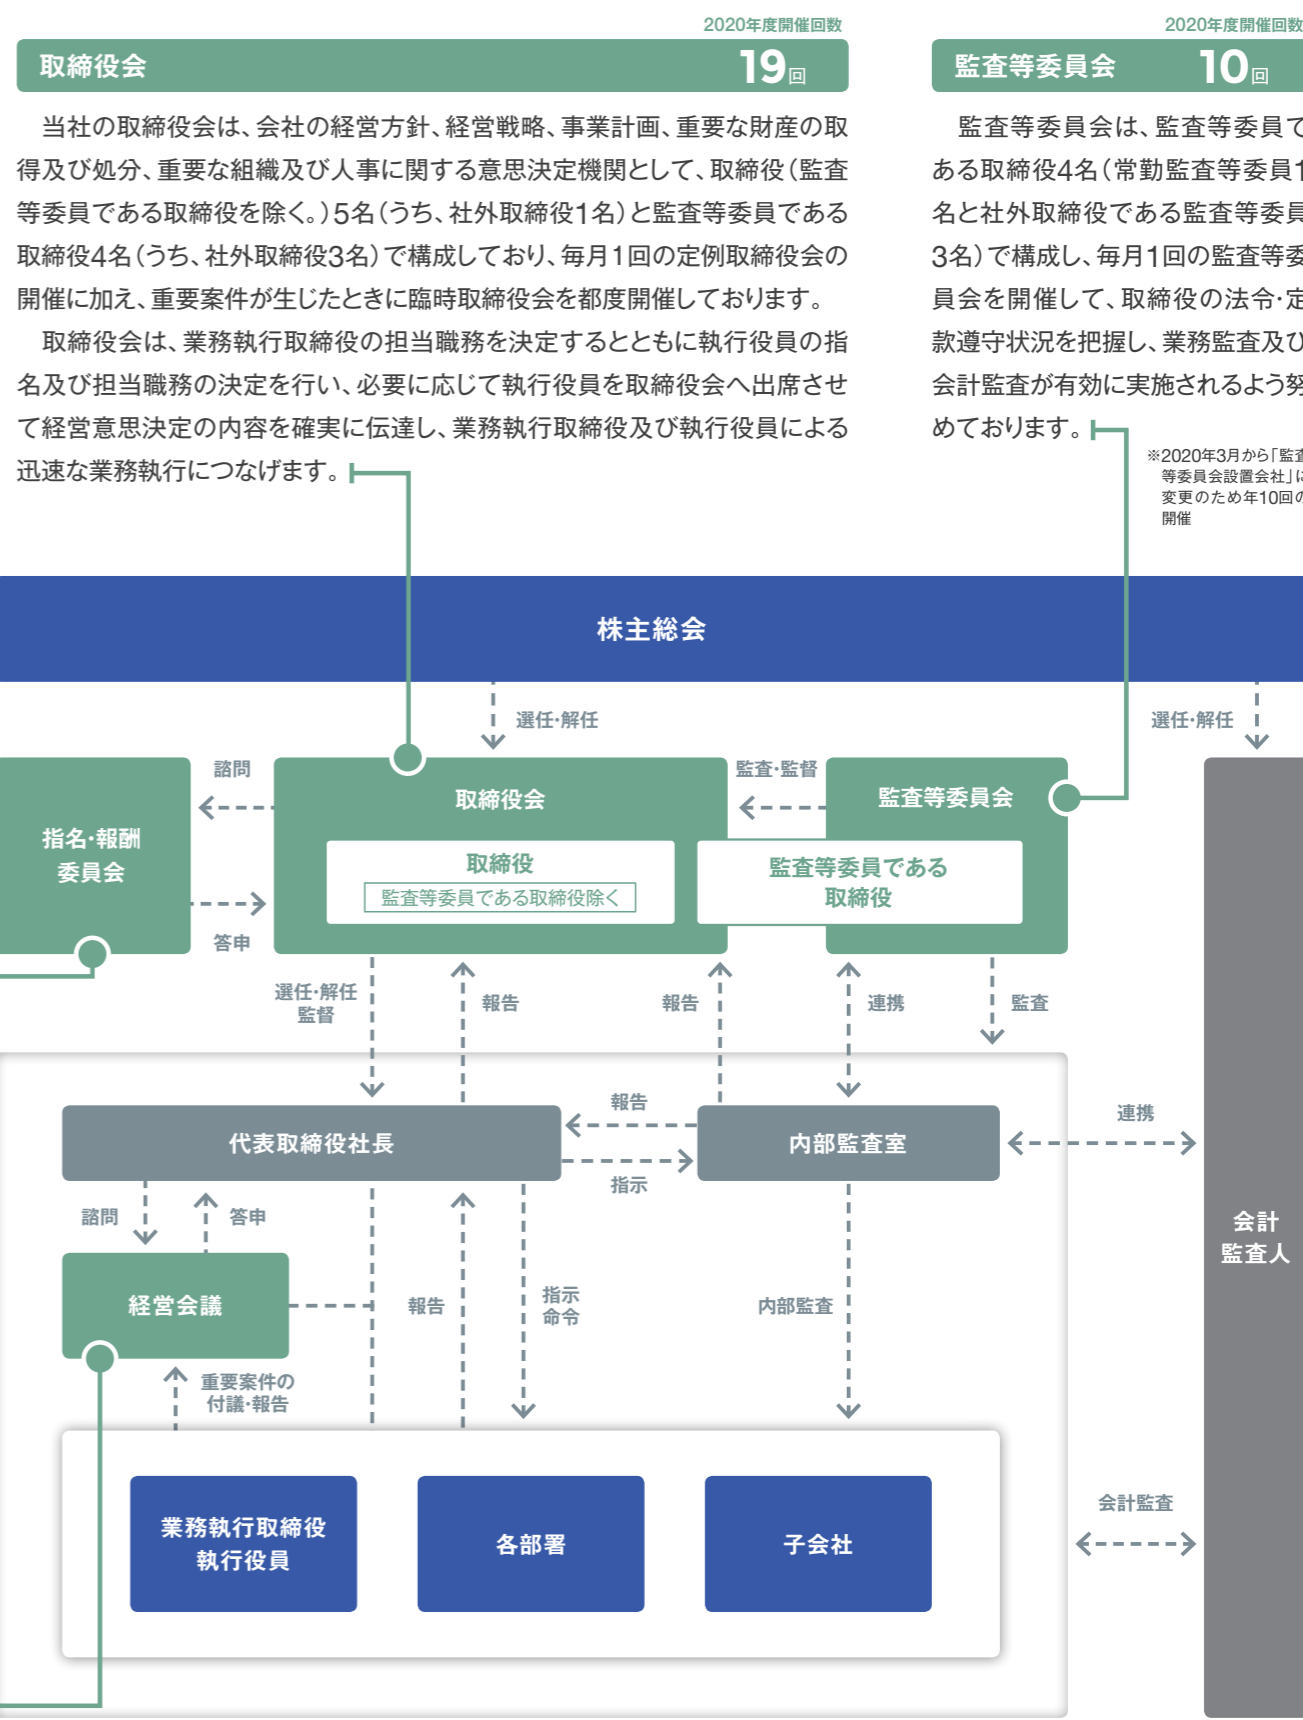 2020年度開催回数
取締役会
19回
当社の取締役会は、会社の経営方針、経営戦略、事業計画、重要な財産の取
得及び処分、重要な組織及び人事に関する意思決定機関として、取締役(監査
等委員である取締役を除く。)5名(うち、社外取締役1名)と監査等委員である
取締役4名(うち、社外取締役3名)で構成しており、毎月1回の定例取締役会の
開催に加え、重要案件が生じたときに臨時取締役会を都度開催しております。
取締役会は、業務執行取締役の担当職務を決定するとともに執行役員の指
名及び担当職務の決定を行い、必要に応じて執行役員を取締役会へ出席させ
て経営意思決定の内容を確実に伝達し、業務執行取締役及び執行役員による
迅速な業務執行につなげます。
2020年度開催回数
監査等委員会
10回
監査等委員会は、監査等委員で
ある取締役4名(常勤監査等委員1
名と社外取締役である監査等委員
3名)で構成し、毎月1回の監査等委
員会を開催して、取締役の法令・定
款遵守状況を把握し、業務監査及び
会計監査が有効に実施されるよう努
めております。
※2020年3月から「監査
等委員会設置会社」に
変更のため年10回の
開催
株主総会
選任・解任
選任・解任
諮問
取締役会
監査・監督
監査等委員会
指名・報酬
委員会
取締役
監査等委員である取締役除く
監査等委員である
取締役
答申
選任・解任
監督
報告
報告
連携
監査
代表取締役社長
報告
指示
内部監査室
連携
会計
監査人
諮問
答申
経営会議
報告
指示
命令
内部監査
重要案件の
付議・報告
業務執行取締役
執行役員
各部署
子会社
会計監査